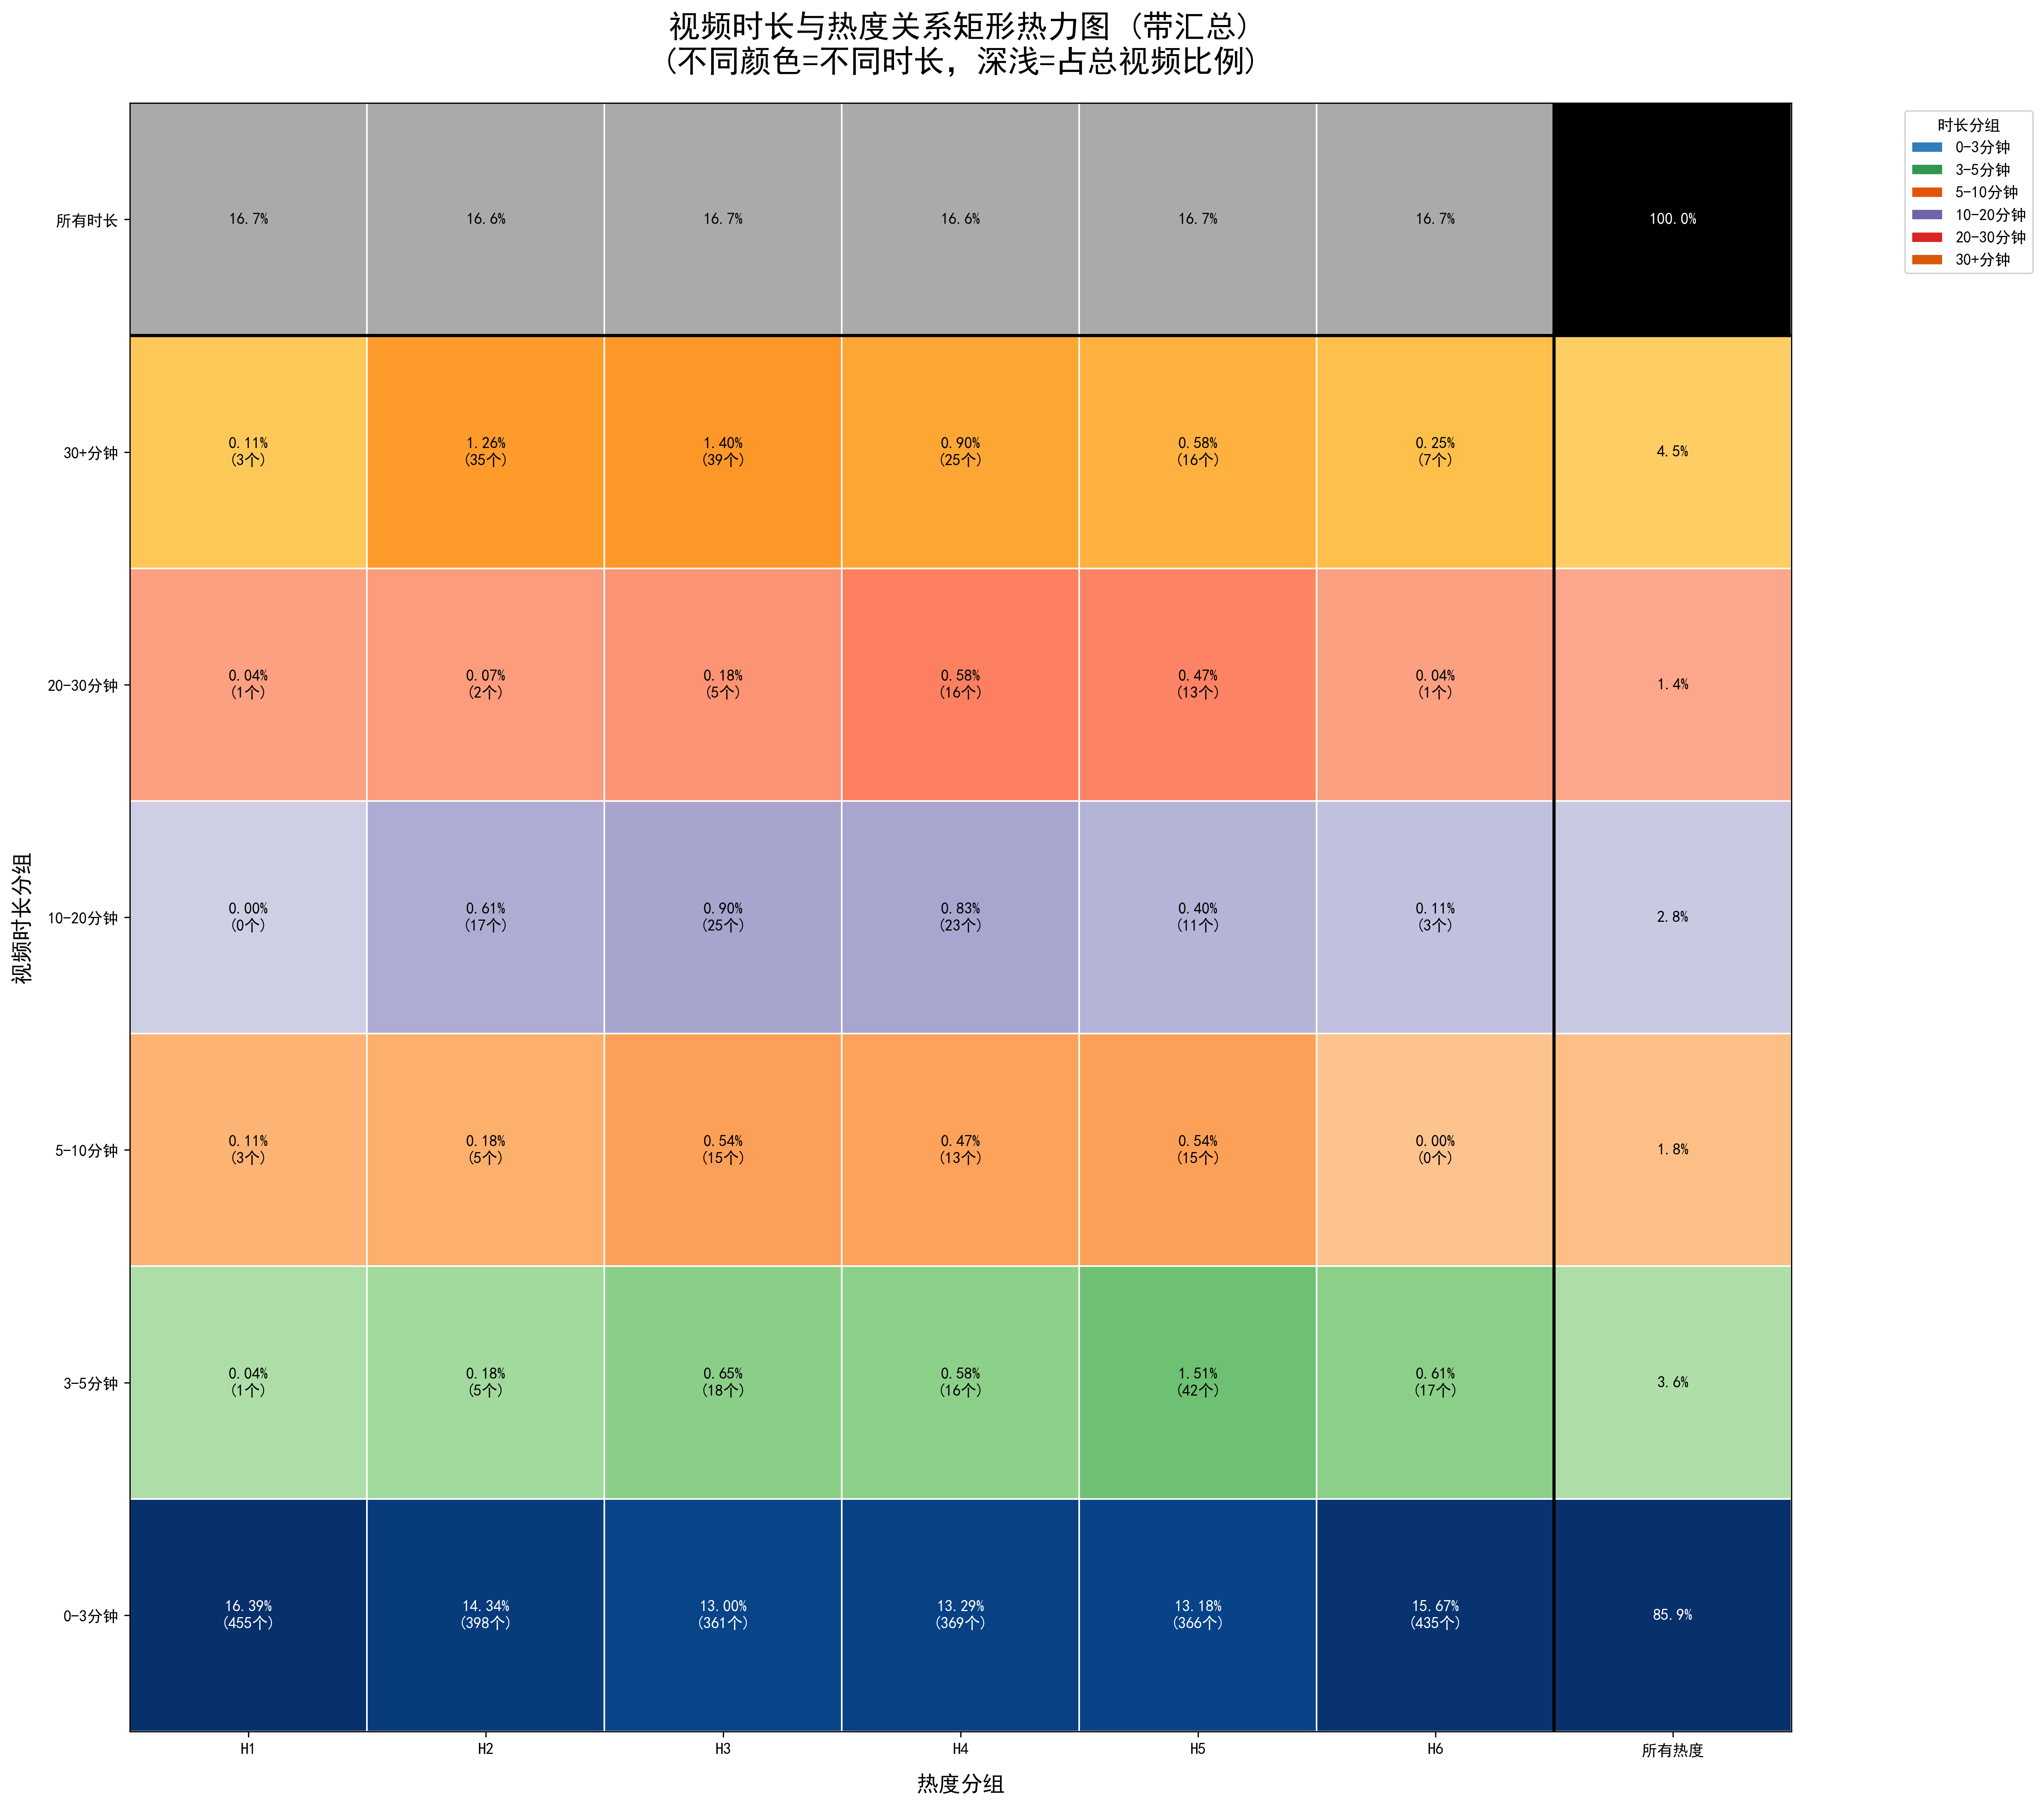 视频时长与热度关系矩形热力图 (带汇总)
(不同颜色=不同时长, 深浅=占总视频比例)
时长分组
0-3分钟
3-5分钟
5-10分钟
10-20分钟
20-30分钟
30+分钟
视频时长分组
所有时长
16.7%
16.6%
16.7%
16.6%
16.7%
16.7%
100.0%
30+分钟
0.11%
(3个)
1.26%
(35个)
1.40%
(39个)
0.90%
(25个)
0.58%
(16个)
0.25%
(7个)
4.5%
20-30分钟
0.04%
(1个)
0.07%
(2个)
0.18%
(5个)
0.58%
(16个)
0.47%
(13个)
0.04%
(1个)
1.4%
10-20分钟
0.00%
(0个)
0.61%
(17个)
0.90%
(25个)
0.83%
(23个)
0.40%
(11个)
0.11%
(3个)
2.8%
5-10分钟
0.11%
(3个)
0.18%
(5个)
0.54%
(15个)
0.47%
(13个)
0.54%
(15个)
0.00%
(0个)
1.8%
3-5分钟
0.04%
(1个)
0.18%
(5个)
0.65%
(18个)
0.58%
(16个)
1.51%
(42个)
0.61%
(17个)
3.6%
0-3分钟
16.39%
(455个)
14.34%
(398个)
13.00%
(361个)
13.29%
(369个)
13.18%
(366个)
15.67%
(435个)
85.9%
H1
H2
H3
H4
H5
H6
所有热度
热度分组